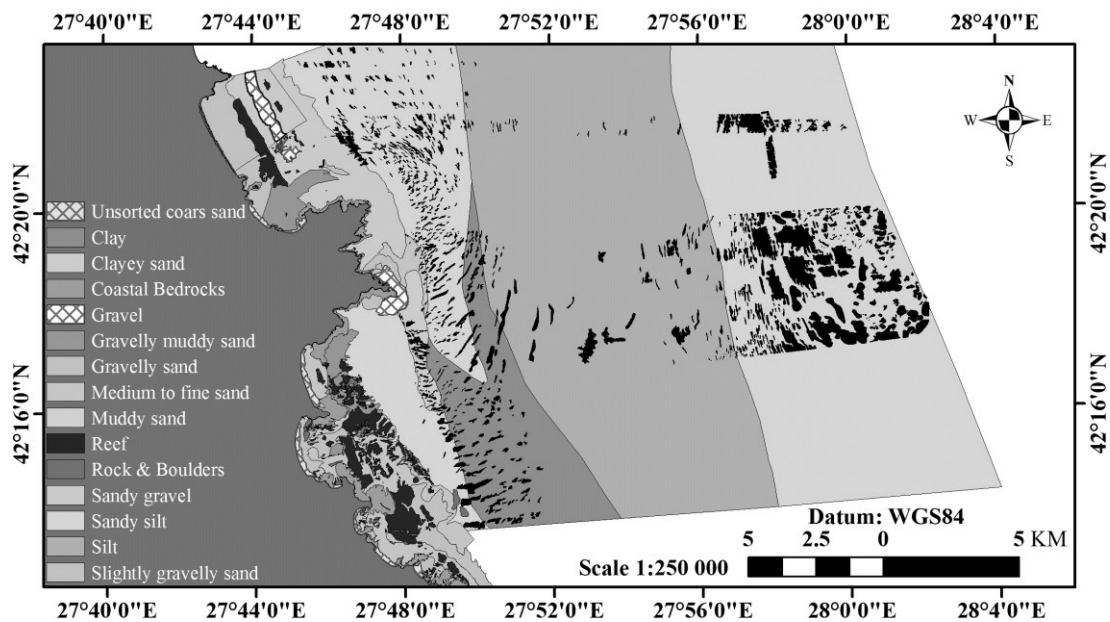 27°40'0"E 27°44'0"E 27°48'0"E 27°52'0"E 27°56'0"E 28°0'0"E 28°4'0"E
N
W E
S
42°20'0"N 42°20'0"N
42°16'0"N 42°16'0"N
Unsorted coars sand
Clay
Clayey sand
Coastal Bedrocks
Gravel
Gravelly muddy sand
Gravelly sand
Medium to fine sand
Muddy sand
Reef
Rock & Boulders
Sandy gravel
Sandy silt
Silt
Slightly gravelly sand
Datum: WGS84
5 2.5 0 5 KM
Scale 1:250 000
27°40'0"E 27°44'0"E 27°48'0"E 27°52'0"E 27°56'0"E 28°0'0"E 28°4'0"E